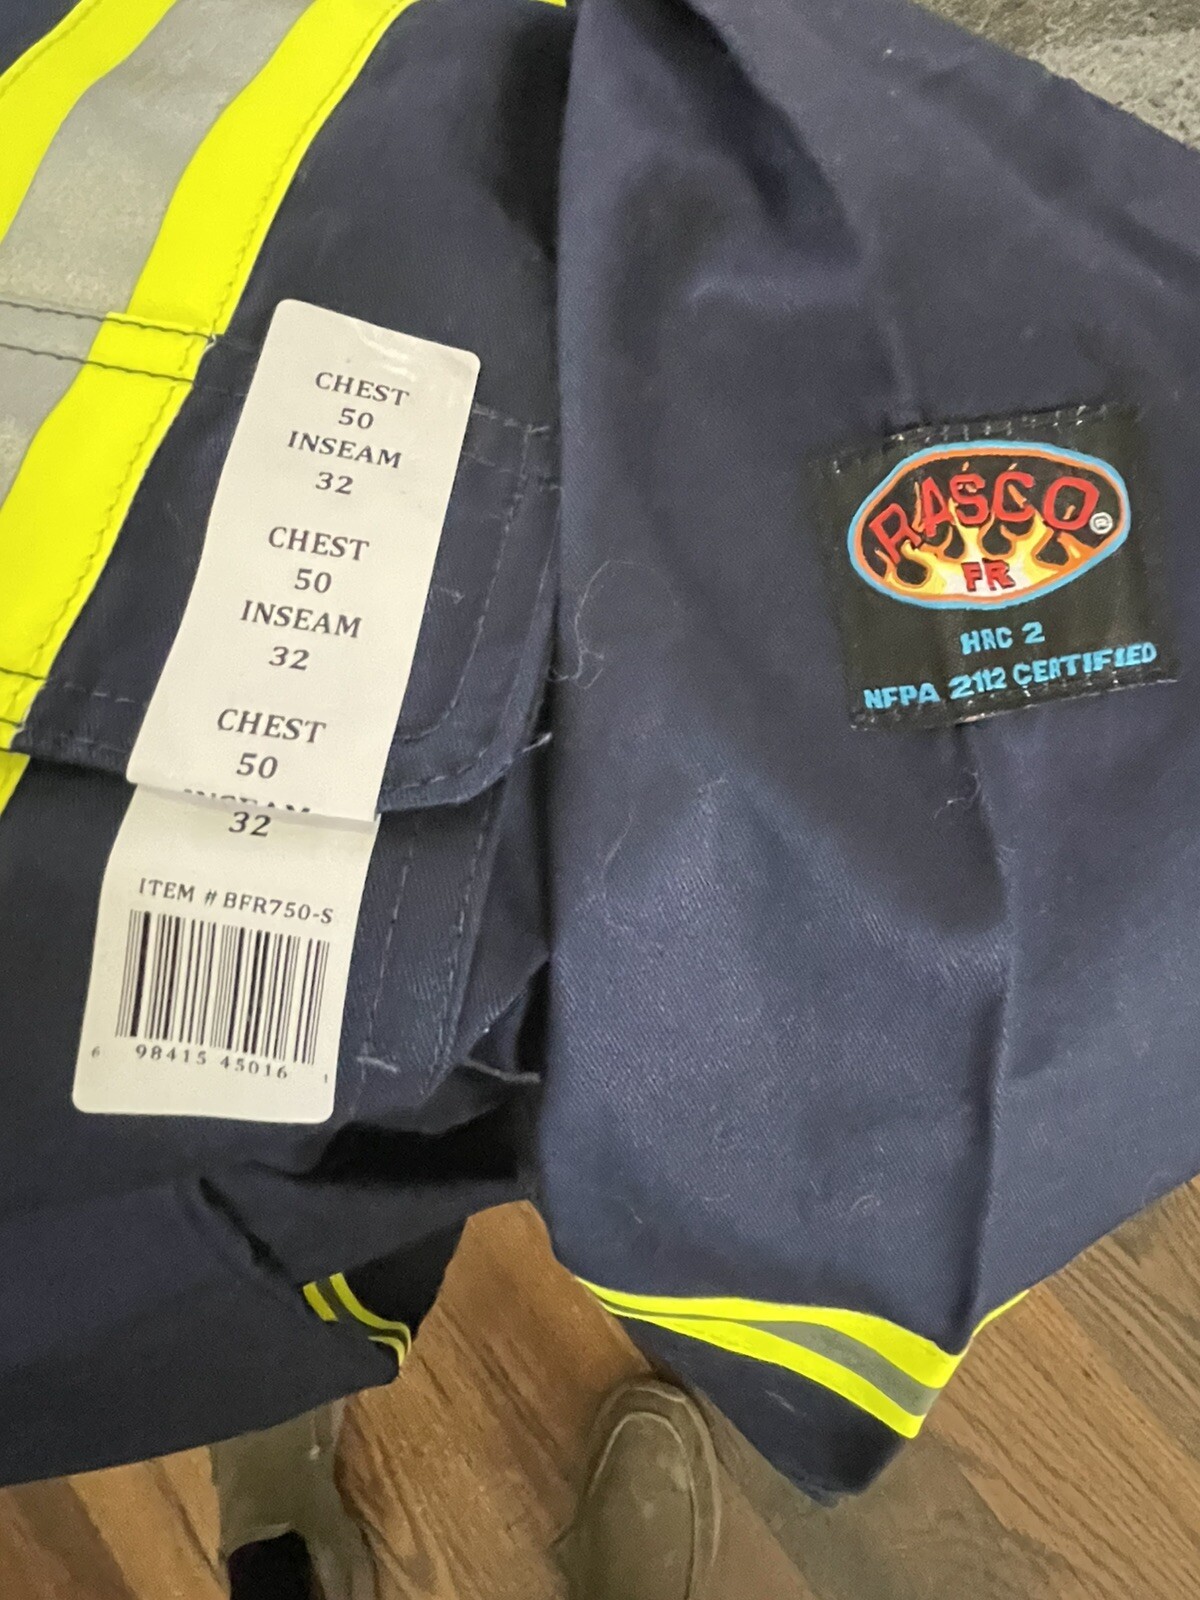 CHEST
50
INSEAM
32
CHEST
50
INSEAM
32
CHEST
50
INSEAM
32
ITEM # BFR750-S
6 98415 45016 1
RASCO®
FR
HRC 2
NFPA 2112 CERTIFIED